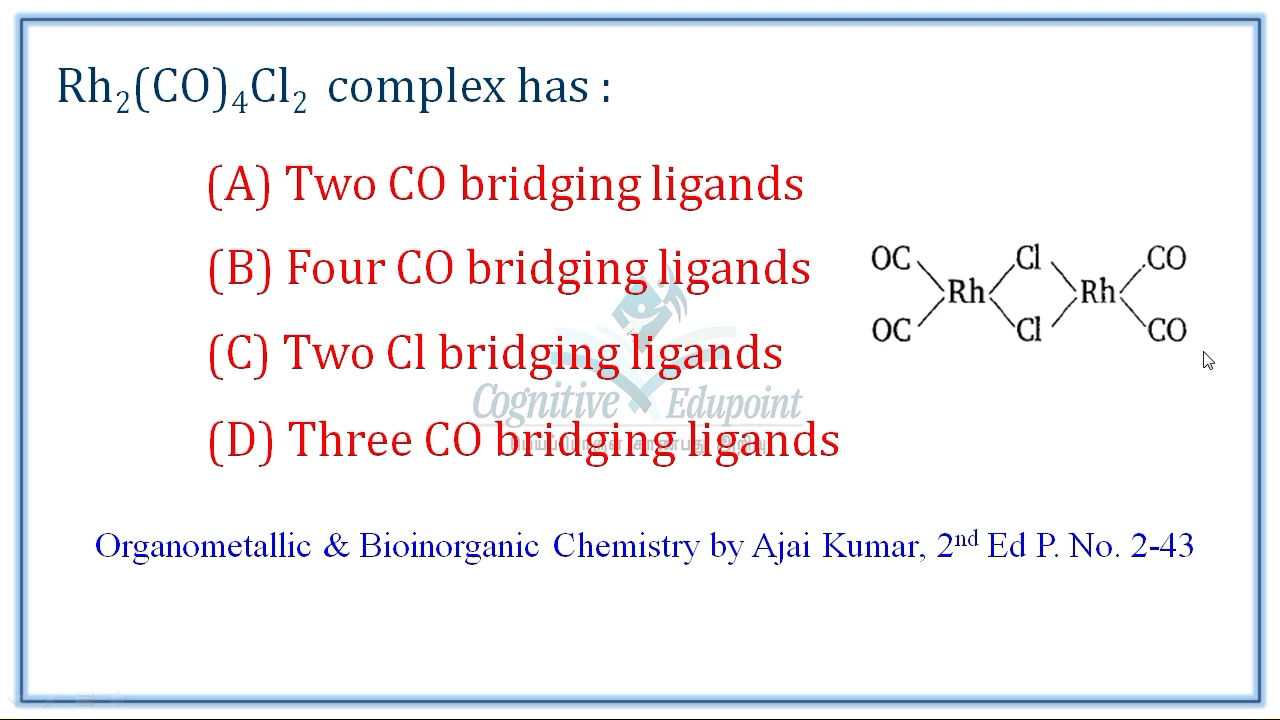 Rh₂(CO)₄Cl₂ complex has :
(A) Two CO bridging ligands
(B) Four CO bridging ligands
(C) Two Cl bridging ligands
(D) Three CO bridging ligands
OC Cl CO
Rh Rh
OC Cl CO
Cognitive Edupoint
Organometallic & Bioinorganic Chemistry by Ajai Kumar, 2nd Ed P. No. 2-43